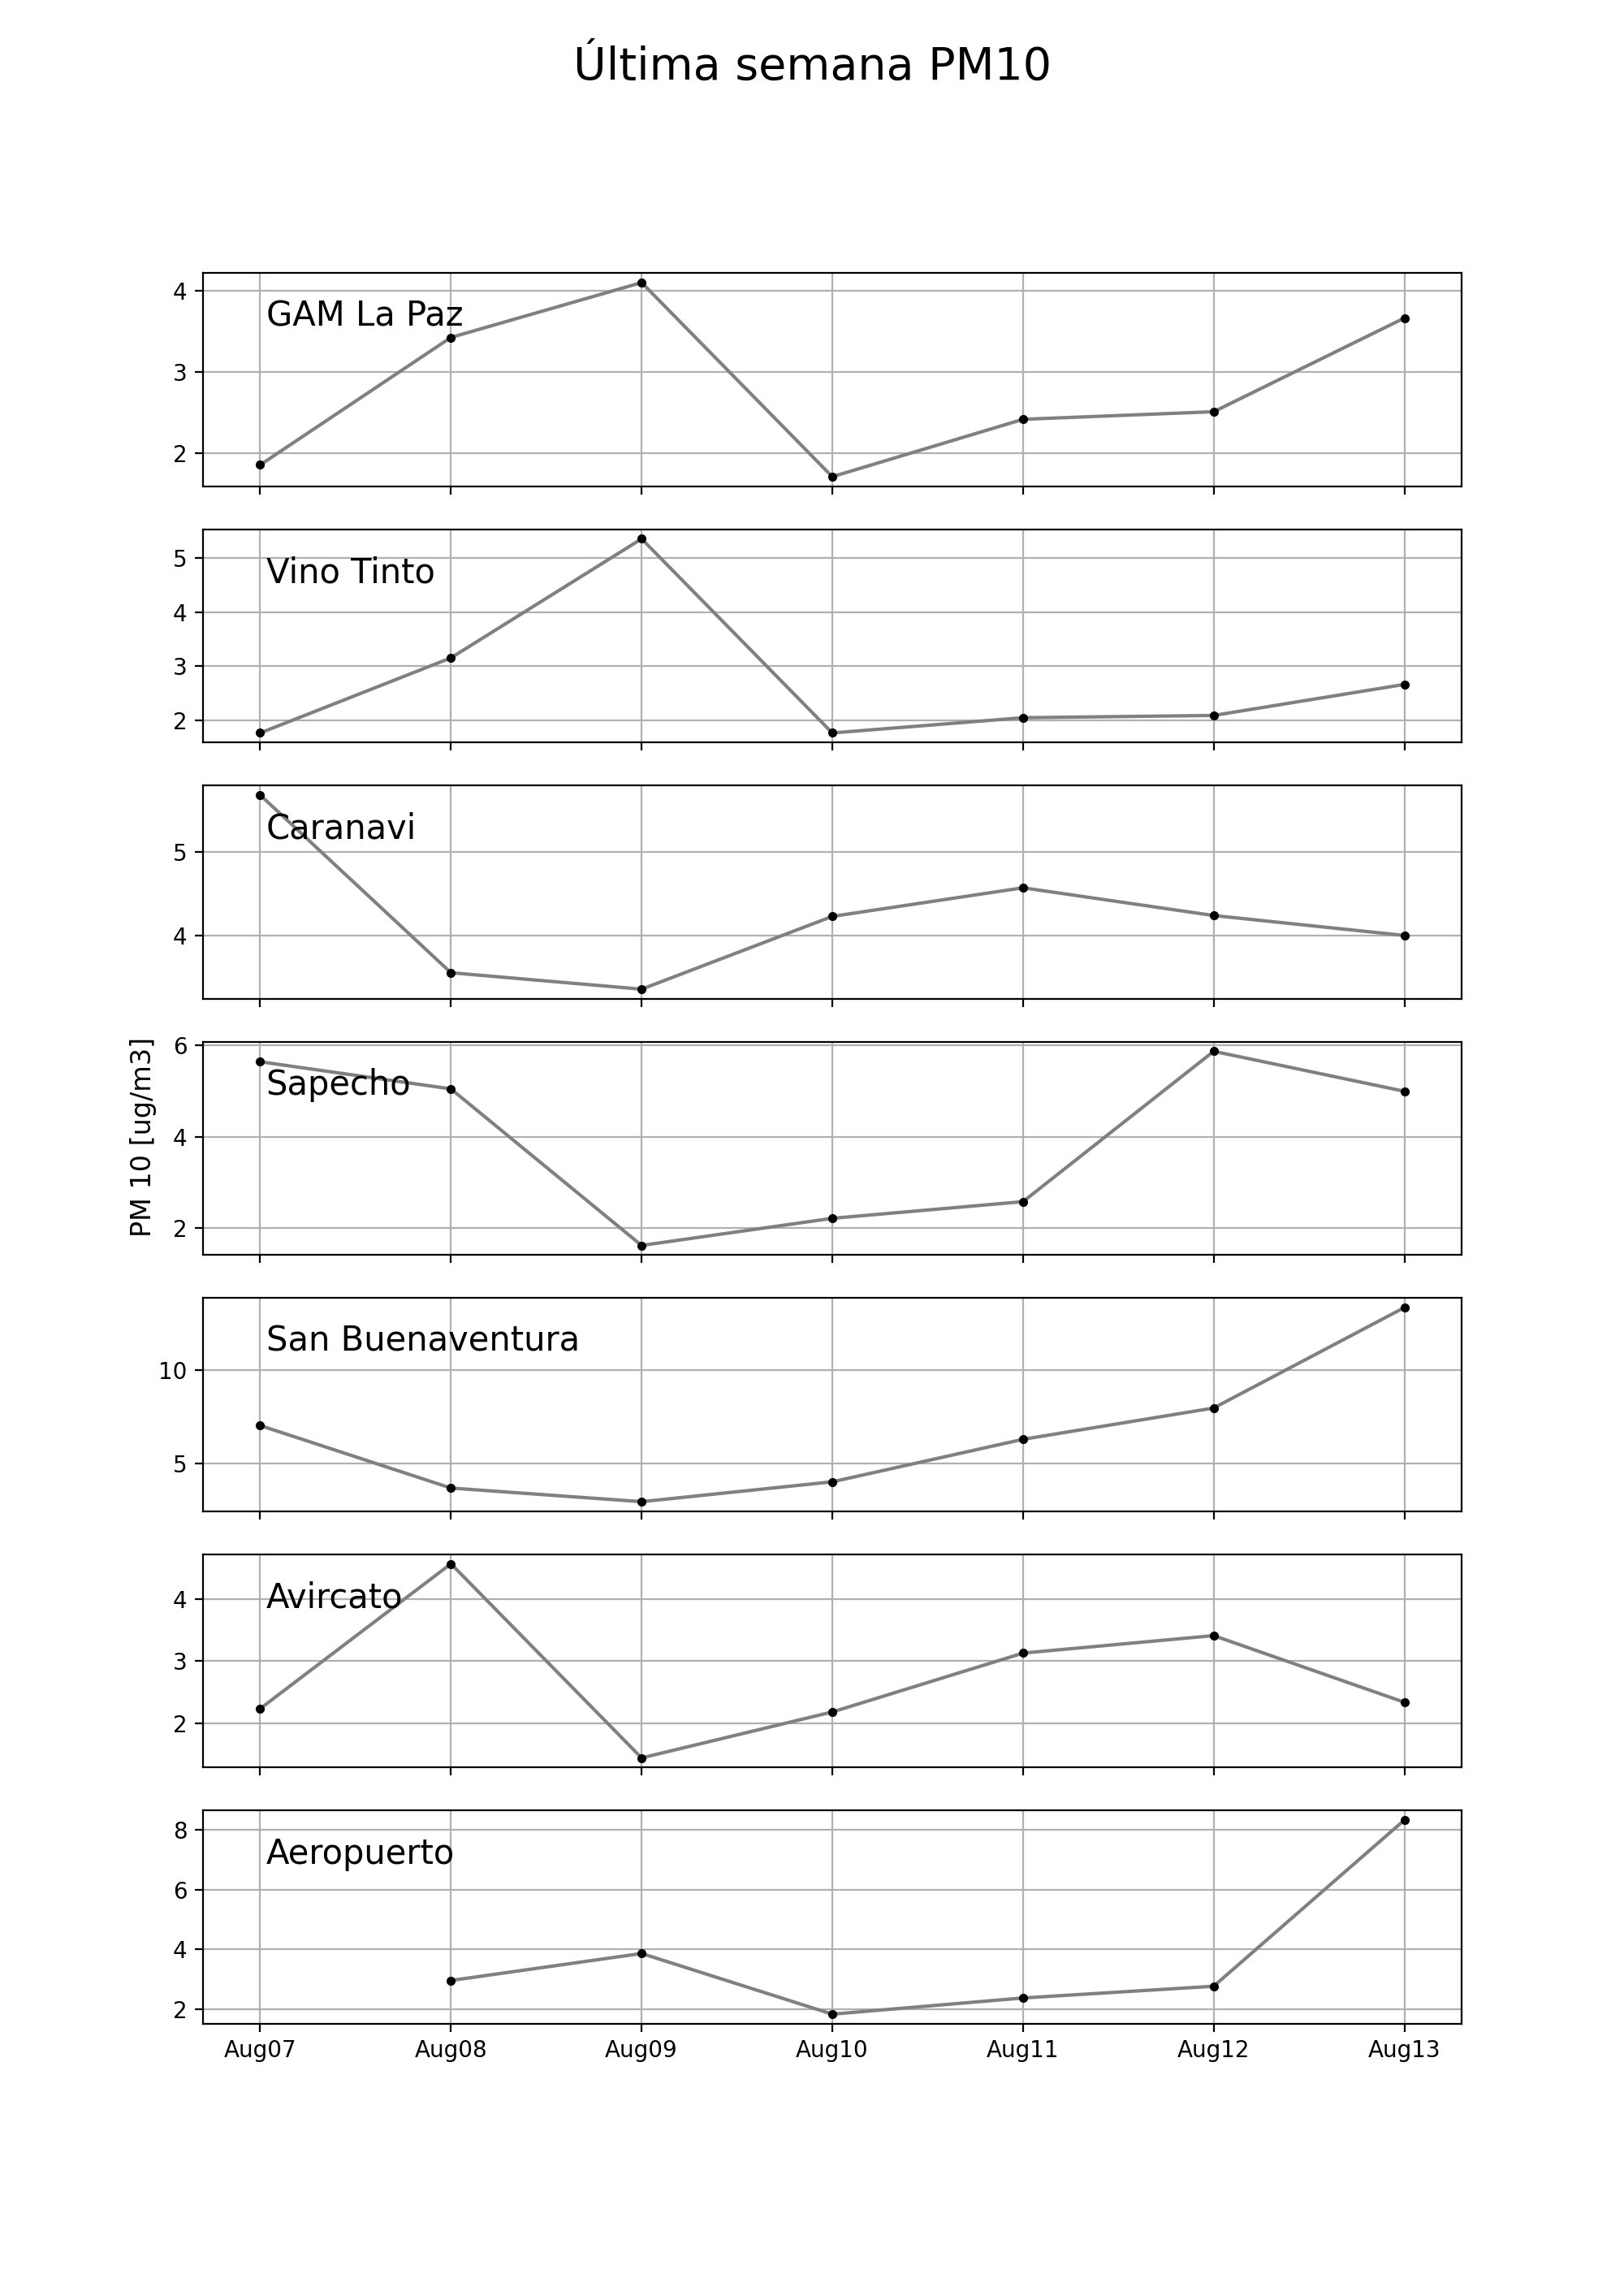 Última semana PM10
GAM La Paz
4
3
2
Vino Tinto
5
4
3
2
Caranavi
5
4
PM 10 [ug/m3]
Sapecho
6
4
2
San Buenaventura
10
5
Avircato
4
3
2
Aeropuerto
8
6
4
2
Aug07 Aug08 Aug09 Aug10 Aug11 Aug12 Aug13